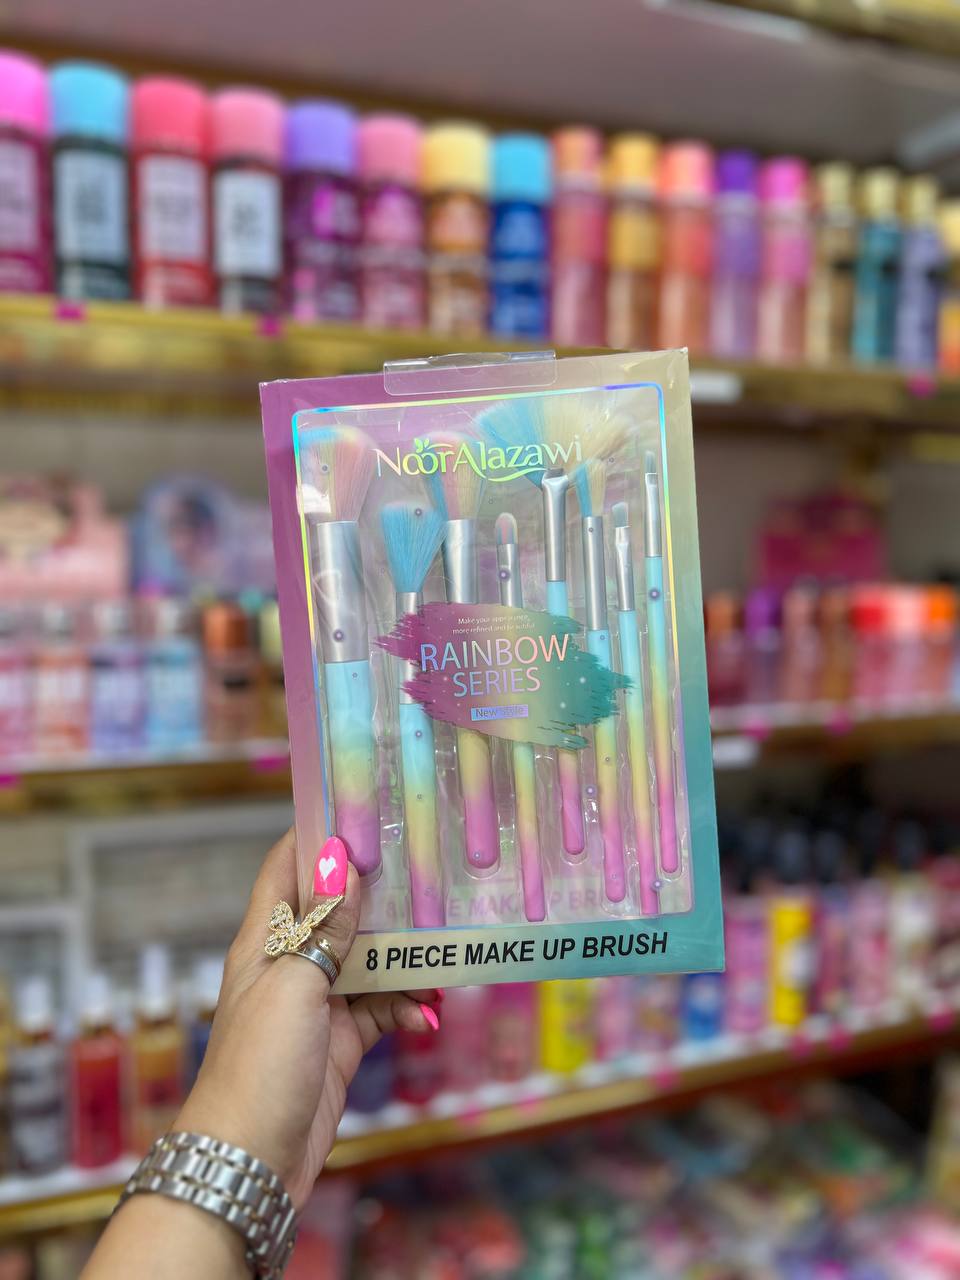 NoorAlazawi
Make your appearance,
more refined and beautiful
RAINBOW
SERIES
New style
8 PIECE MAKE UP BRUSH